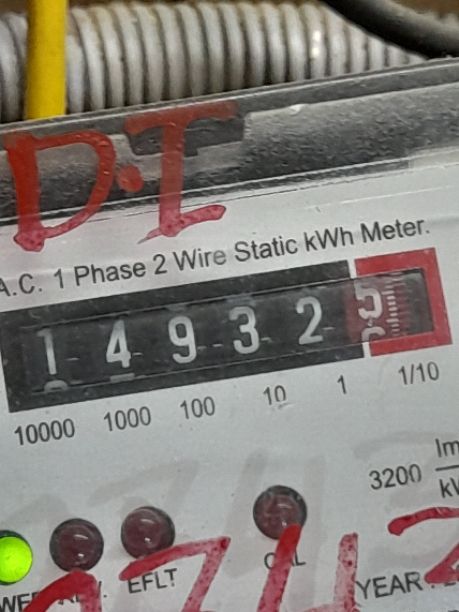 D.I
A.C. 1 Phase 2 Wire Static kWh Meter.
1 4 9 3 2 5
10000 1000 100 10 1 1/10
3200
EFLT
YEAR